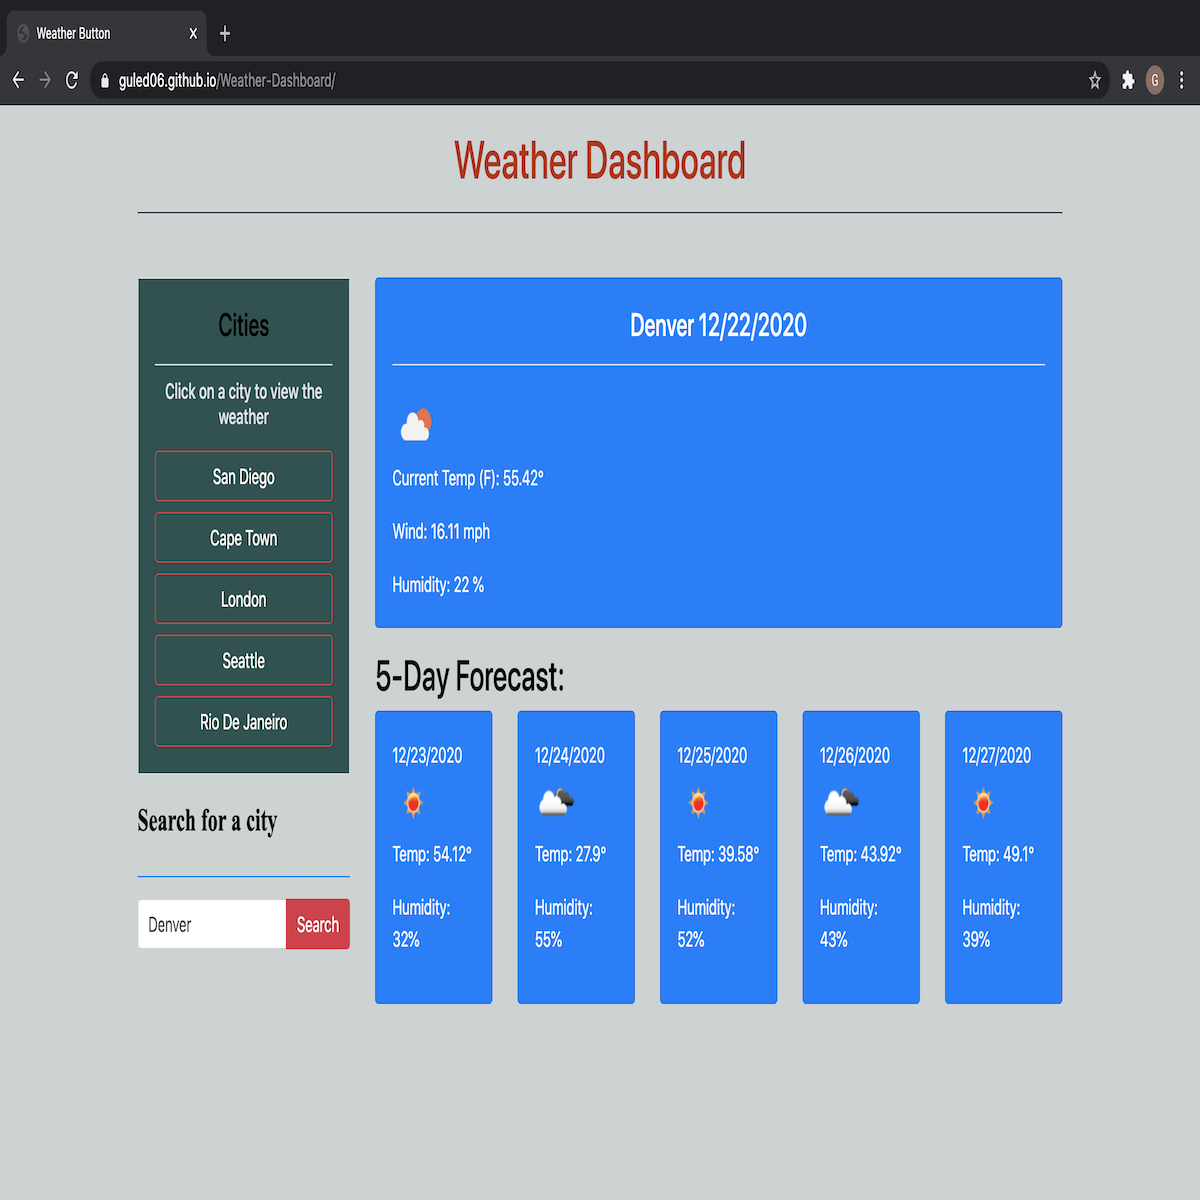 Weather Button
guled06.github.io/Weather-Dashboard/
G
Weather Dashboard
Cities
Click on a city to view the
weather
San Diego
Cape Town
London
Seattle
Rio De Janeiro
Search for a city
Denver
Search
Denver 12/22/2020
Current Temp (F): 55.42°
Wind: 16.11 mph
Humidity: 22 %
5-Day Forecast:
12/23/2020
Temp: 54.12°
Humidity:
32%
12/24/2020
Temp: 27.9°
Humidity:
55%
12/25/2020
Temp: 39.58°
Humidity:
52%
12/26/2020
Temp: 43.92°
Humidity:
43%
12/27/2020
Temp: 49.1°
Humidity:
39%